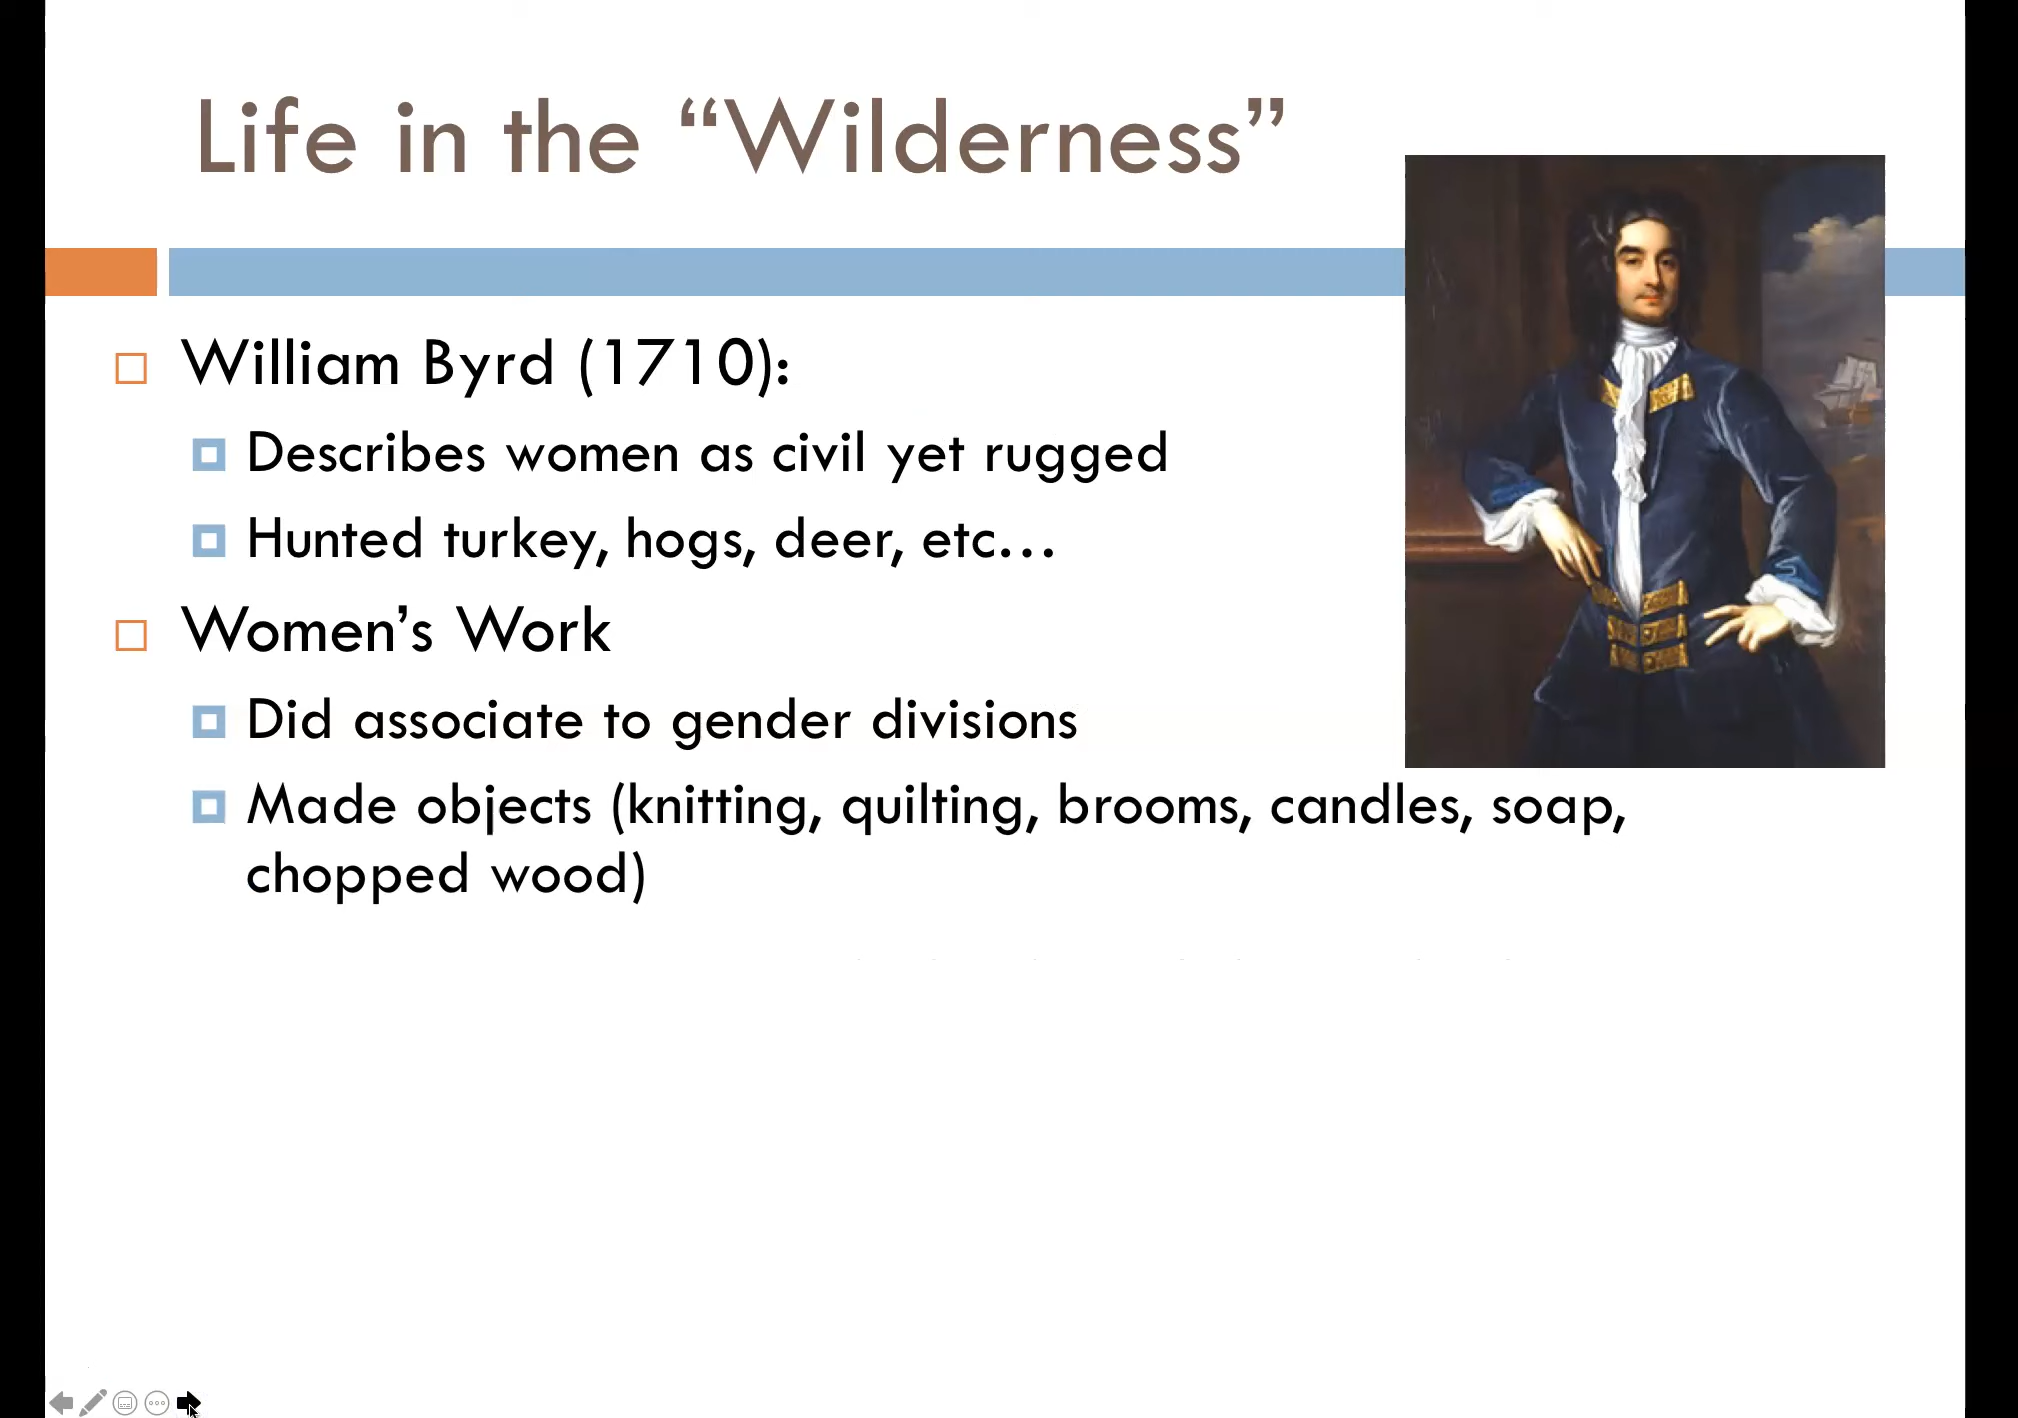 Life in the “Wilderness”
William Byrd (1710):
Describes women as civil yet rugged
Hunted turkey, hogs, deer, etc…
Women’s Work
Did associate to gender divisions
Made objects (knitting, quilting, brooms, candles, soap,
chopped wood)